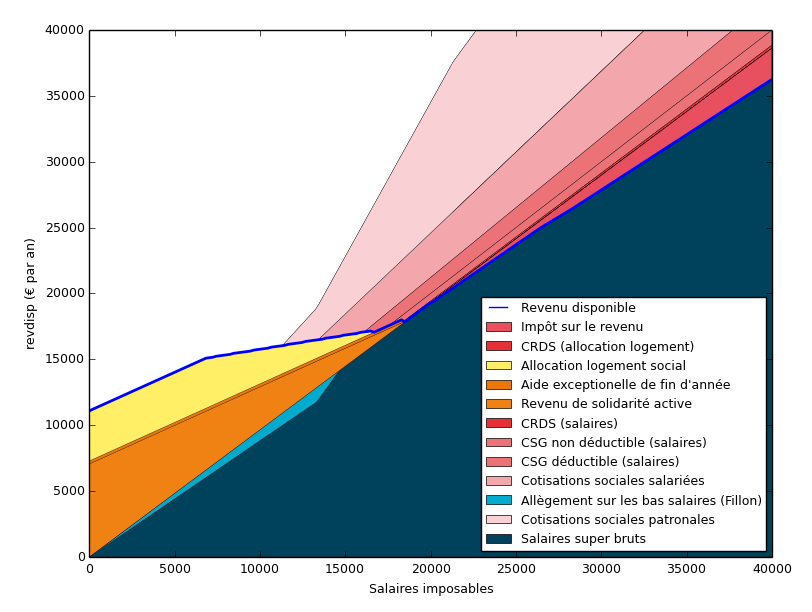 40000
35000
30000
25000
20000
15000
10000
5000
0
revdisp (€ par an)
Revenu disponible
Impôt sur le revenu
CRDS (allocation logement)
Allocation logement social
Aide exceptionelle de fin d'année
Revenu de solidarité active
CRDS (salaires)
CSG non déductible (salaires)
CSG déductible (salaires)
Cotisations sociales salariées
Allègement sur les bas salaires (Fillon)
Cotisations sociales patronales
Salaires super bruts
0 5000 10000 15000 20000 25000 30000 35000 40000
Salaires imposables